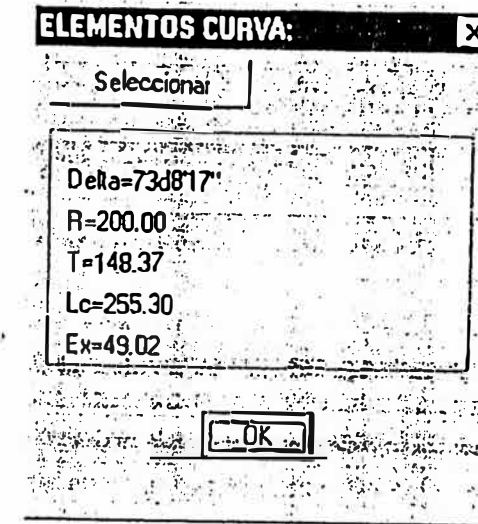 ELEMENTOS CURVA:
Seleccionar
Delta=73d8'17"
R=200.00
T=148.37
Lc=255.30
Ex=49.02
OK